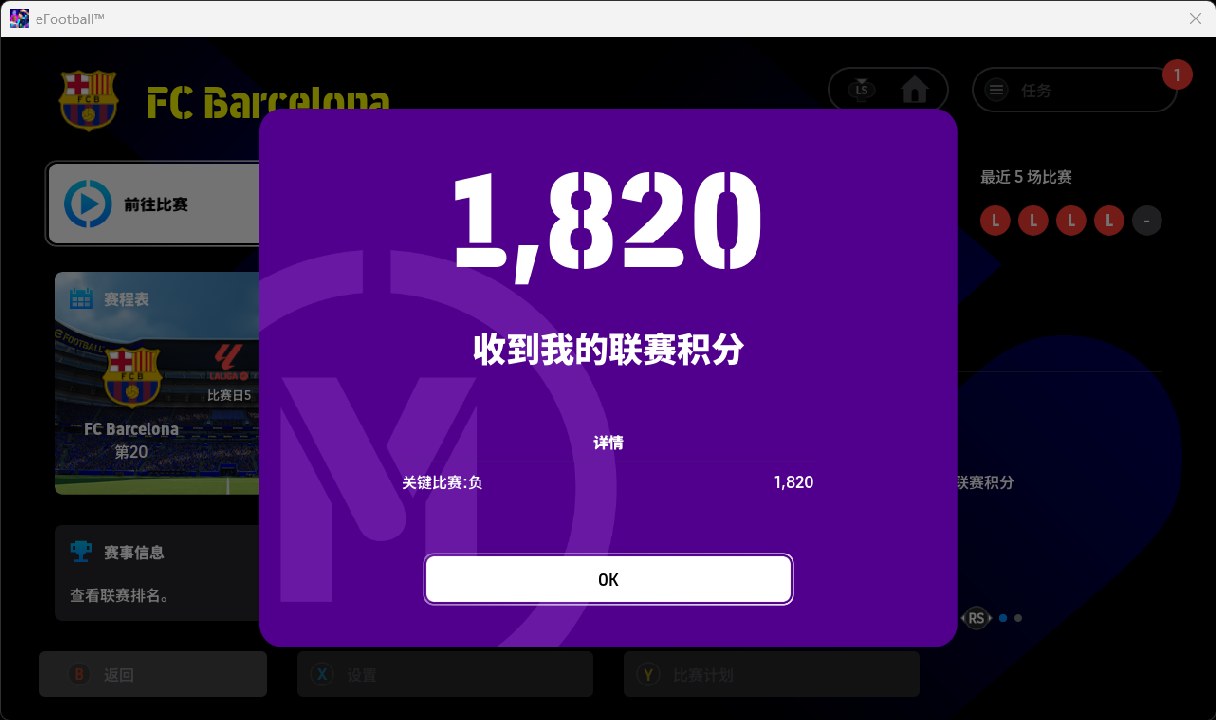 eFootball™
FC Barcelona
LS
任务
1
前往比赛
最近 5 场比赛
L L L L -
1,820
收到我的联赛积分
赛程表
LALIGA
比赛日5
FC Barcelona
第20
详情
关键比赛:负 1,820
联赛积分
赛事信息
查看联赛排名。
OK
RS
B 返回
X 设置
Y 比赛计划